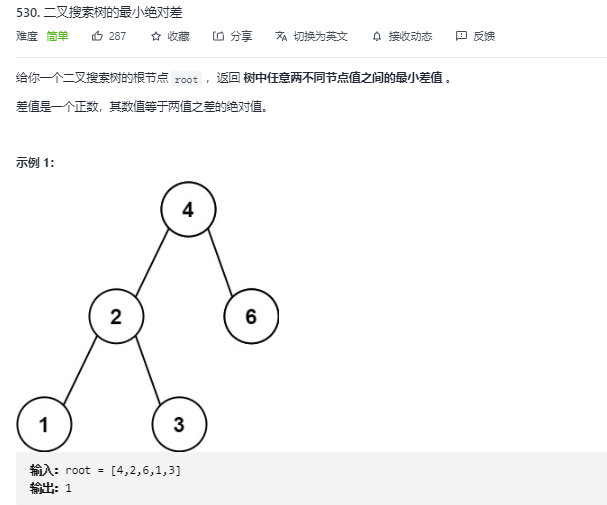 530. 二叉搜索树的最小绝对差
难度 简单 287 收藏 分享 切换为英文 接收动态 反馈
给你一个二叉搜索树的根节点 root ，返回 树中任意两不同节点值之间的最小差值 。
差值是一个正数，其数值等于两值之差的绝对值。
示例 1：
4
2 6
1 3
输入：root = [4,2,6,1,3]
输出：1